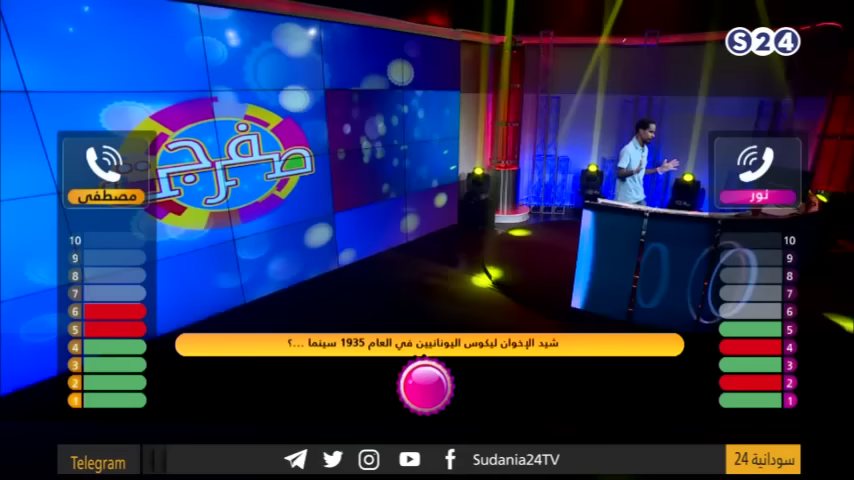 S24
صفرجت
مصطفى
نور
10
9
8
7
6
5
4
3
2
1
10
9
8
7
6
5
4
3
2
1
شيد الإخوان ليكوس اليونانيين في العام 1935 سينما ...؟
Telegram
Sudania24TV
سودانية 24